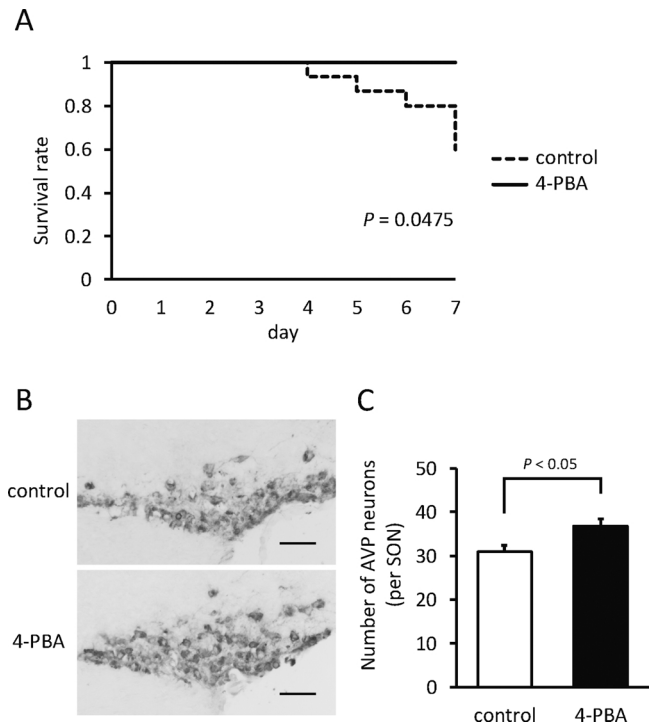 A
1
0.8
0.6
0.4
0.2
0
Survival rate
0 1 2 3 4 5 6 7
day
P = 0.0475
control
4-PBA
B
control
4-PBA
C
P < 0.05
50
40
30
20
10
0
Number of AVP neurons
(per SON)
control 4-PBA